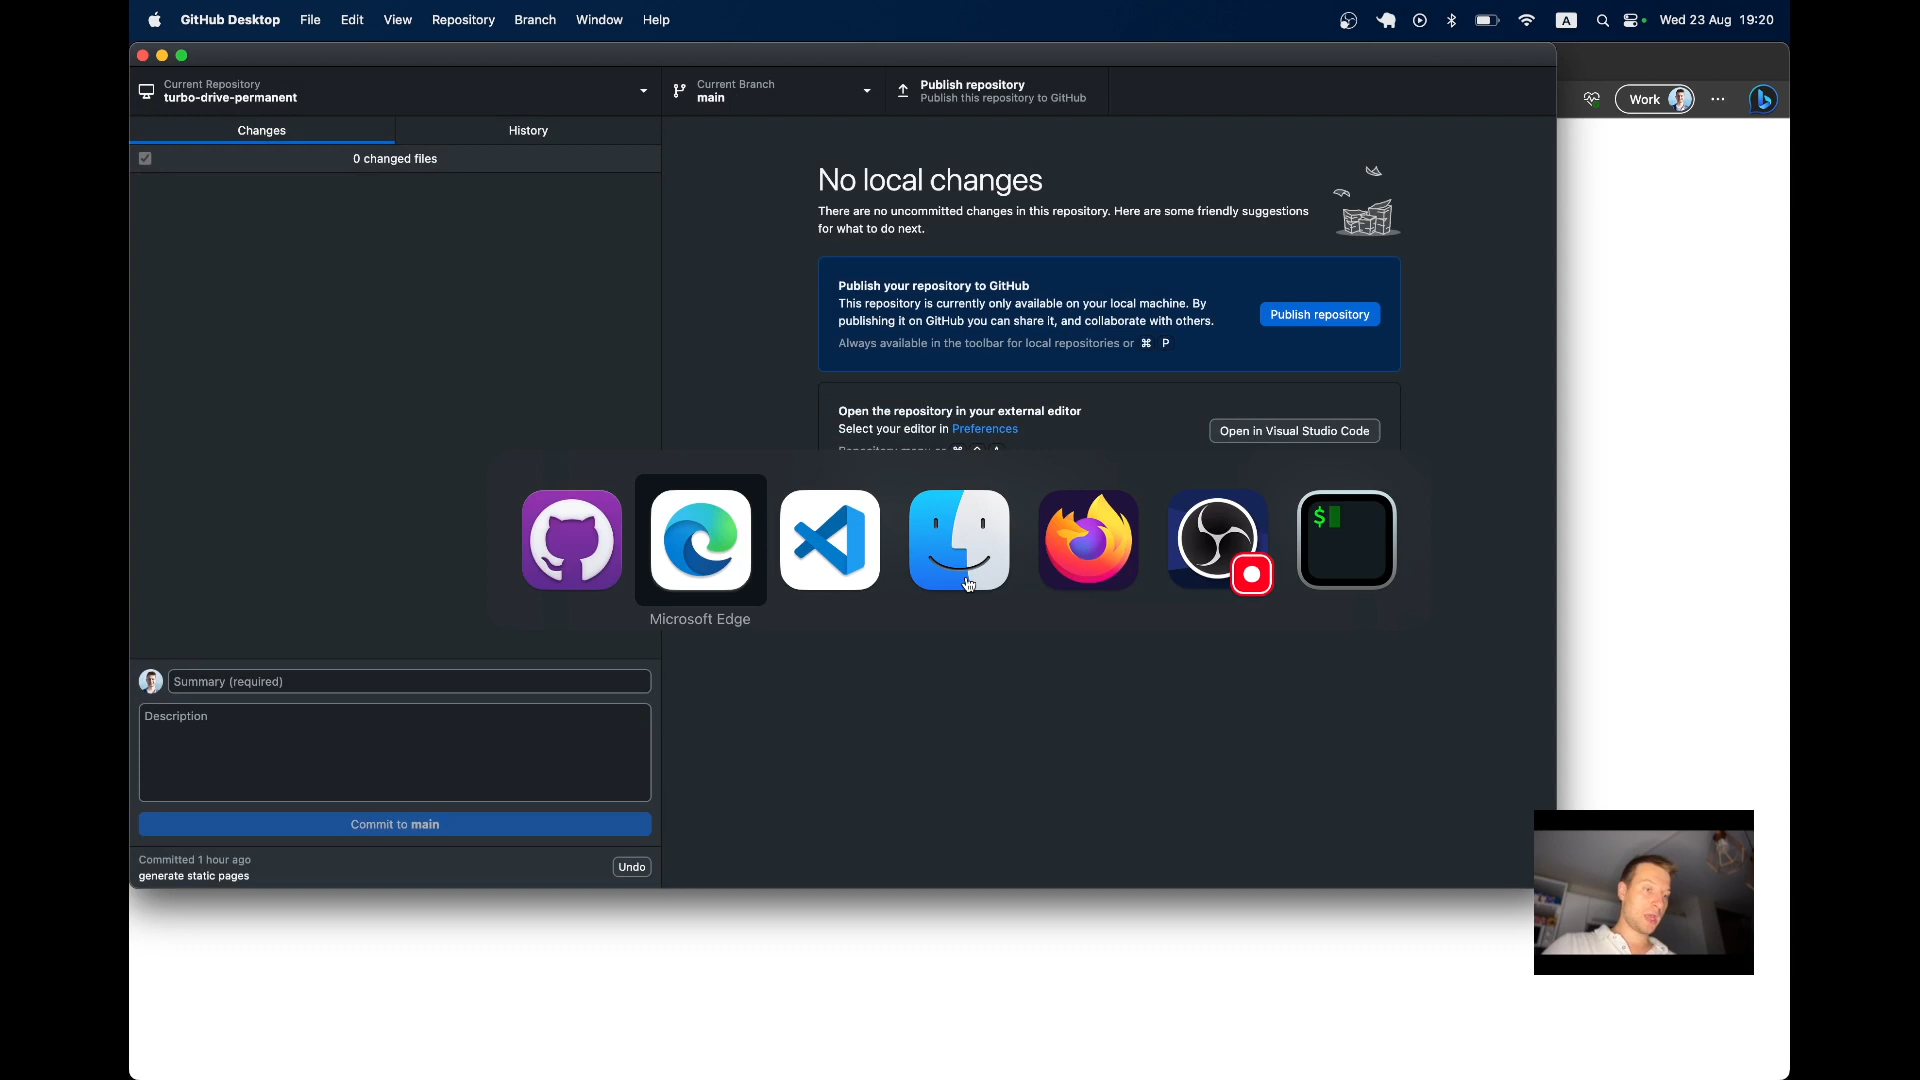 GitHub Desktop File Edit View Repository Branch Window Help
A Wed 23 Aug 19:20
Current Repository
turbo-drive-permanent
Current Branch
main
Publish repository
Publish this repository to GitHub
Work
Changes
History
0 changed files
No local changes
There are no uncommitted changes in this repository. Here are some friendly suggestions
for what to do next.
Publish your repository to GitHub
This repository is currently only available on your local machine. By
publishing it on GitHub you can share it, and collaborate with others.
Always available in the toolbar for local repositories or ⌘ P
Publish repository
Open the repository in your external editor
Select your editor in Preferences
Repository menu or ⌘
Open in Visual Studio Code
$
Microsoft Edge
Summary (required)
Description
Commit to main
Committed 1 hour ago
generate static pages
Undo